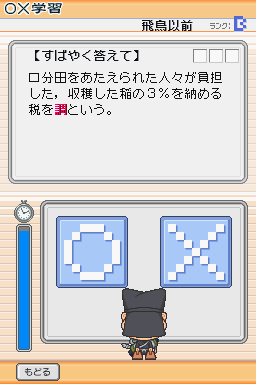 ○×学習
飛鳥以前 ランク:
【すばやく答えて】
口分田をあたえられた人々が負担
した，収穫した稲の３％を納める
税を調という。
○ ×
もどる